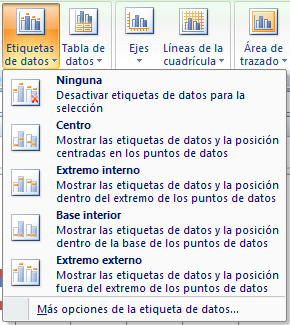 Etiquetas de datos
Tabla de datos
Ejes
Líneas de la cuadrícula
Área de trazado
Ninguna
Desactivar etiquetas de datos para la
selección
Centro
Mostrar las etiquetas de datos y la posición
centradas en los puntos de datos
Extremo interno
Mostrar las etiquetas de datos y la posición
dentro del extremo de los puntos de datos
Base interior
Mostrar las etiquetas de datos y la posición
dentro de la base de los puntos de datos
Extremo externo
Mostrar las etiquetas de datos y la posición
fuera del extremo de los puntos de datos
Más opciones de la etiqueta de datos...